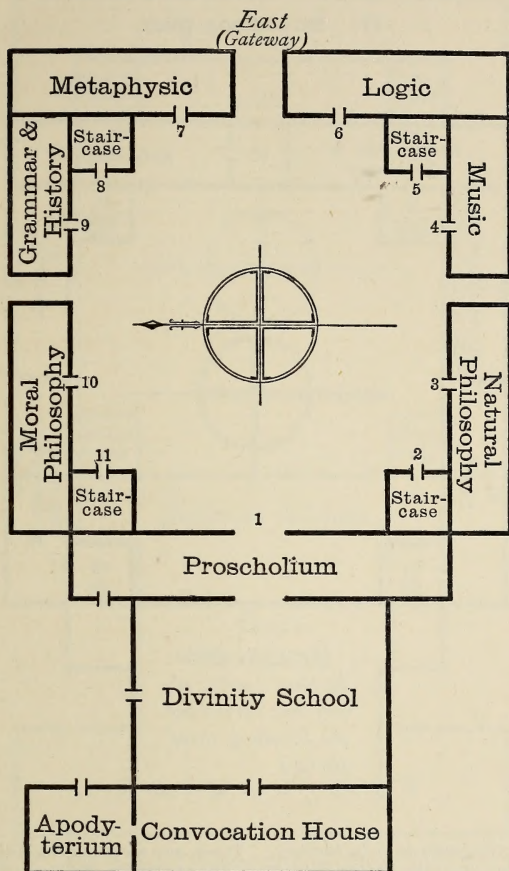 East
(Gateway)
Metaphysic
Logic
7
6
Stair-
case
8
Stair-
case
5
Grammar &
History
9
4
Music
Moral
Philosophy
10
3
Natural
Philosophy
11
Stair-
case
2
Stair-
case
1
Proscholium
Divinity School
Apody-
terium
Convocation House